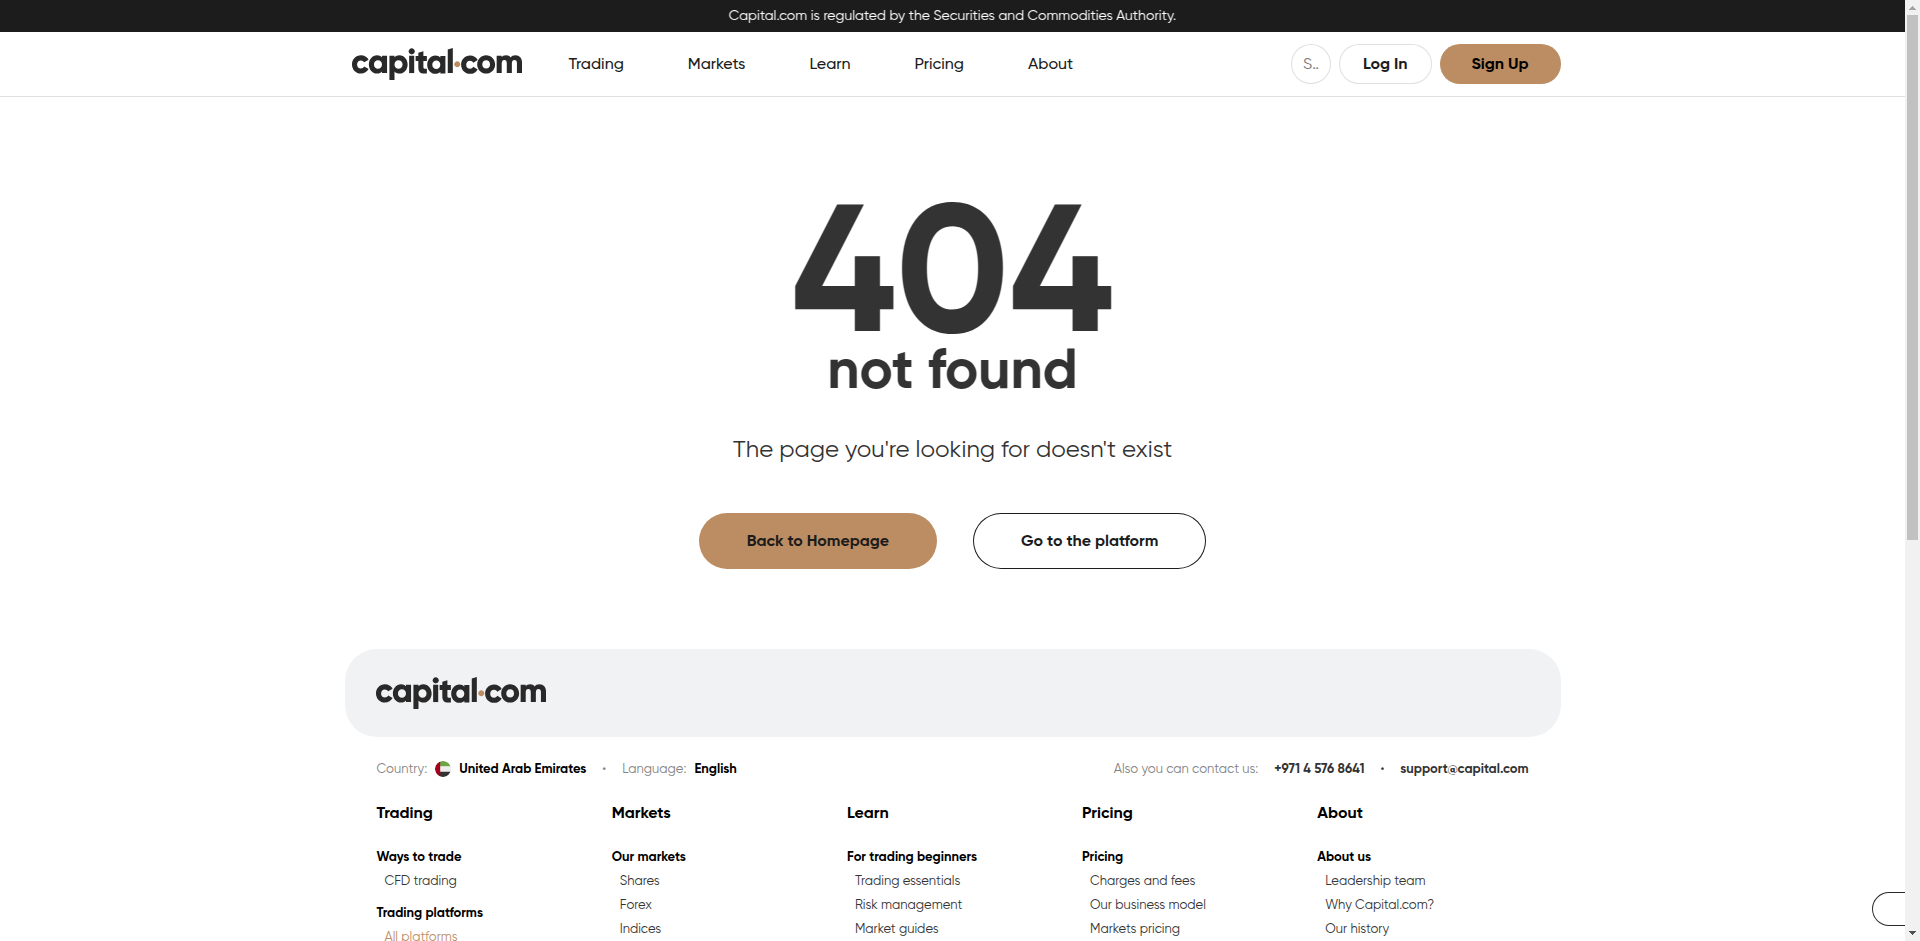 Capital.com is regulated by the Securities and Commodities Authority.
capital.com Trading Markets Learn Pricing About S.. Log In Sign Up
404
not found
The page you're looking for doesn't exist
Back to Homepage Go to the platform
capital.com
Country: United Arab Emirates • Language: English Also you can contact us: +971 4 576 8641 • support@capital.com
Trading Markets Learn Pricing About
Ways to trade Our markets For trading beginners Pricing About us
CFD trading Shares Trading essentials Charges and fees Leadership team
Forex Risk management Our business model Why Capital.com?
Trading platforms
Indices Market guides Markets pricing Our history
All platforms